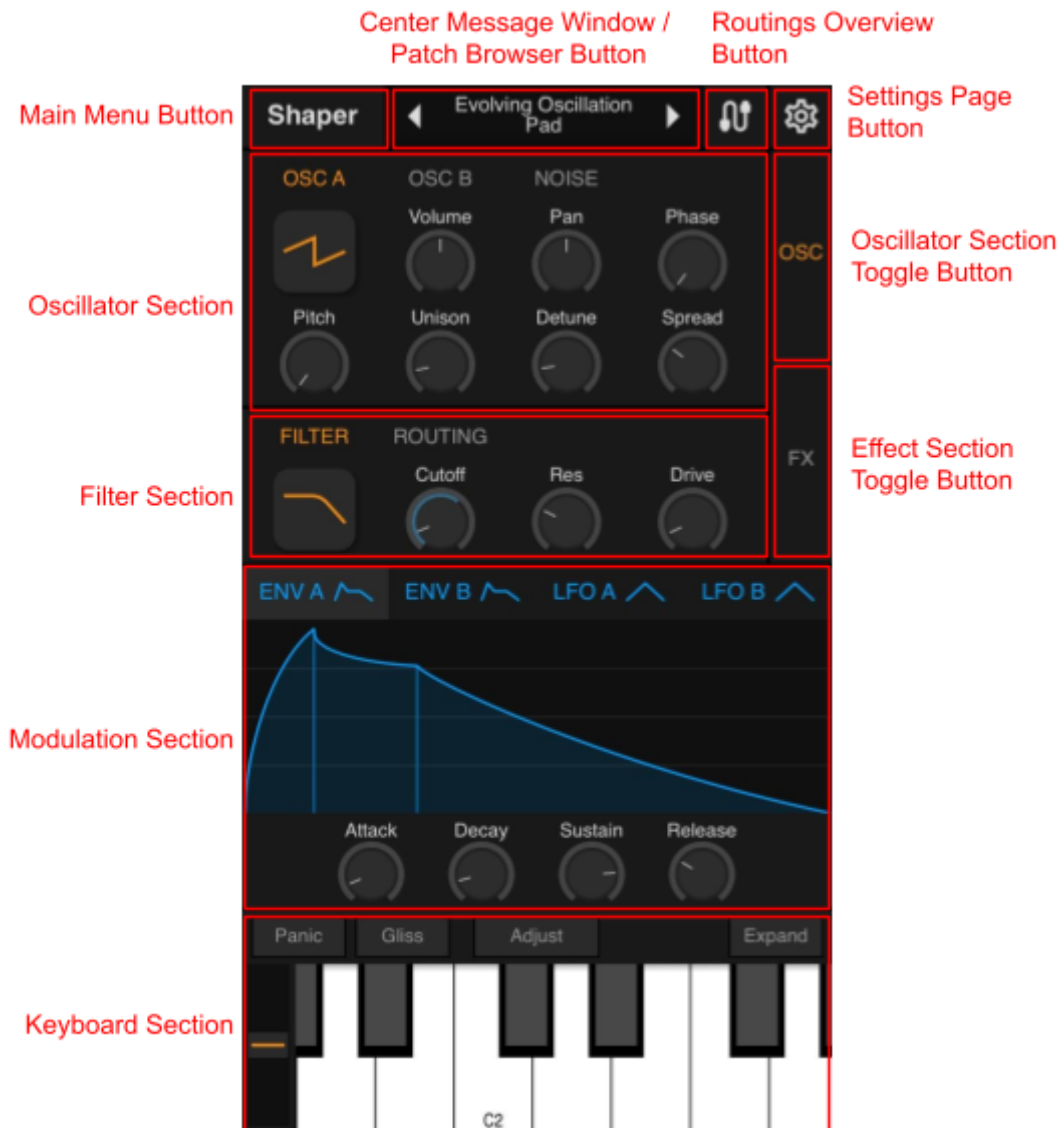 Center Message Window /
Patch Browser Button
Routings Overview
Button
Main Menu Button
Shaper
Evolving Oscillation
Pad
Settings Page
Button
OSC A
OSC B
NOISE
Volume
Pan
Phase
OSC
Oscillator Section
Toggle Button
Oscillator Section
Pitch
Unison
Detune
Spread
FILTER
ROUTING
Cutoff
Res
Drive
FX
Effect Section
Toggle Button
Filter Section
ENV A
ENV B
LFO A
LFO B
Modulation Section
Attack
Decay
Sustain
Release
Panic
Gliss
Adjust
Expand
Keyboard Section
C2